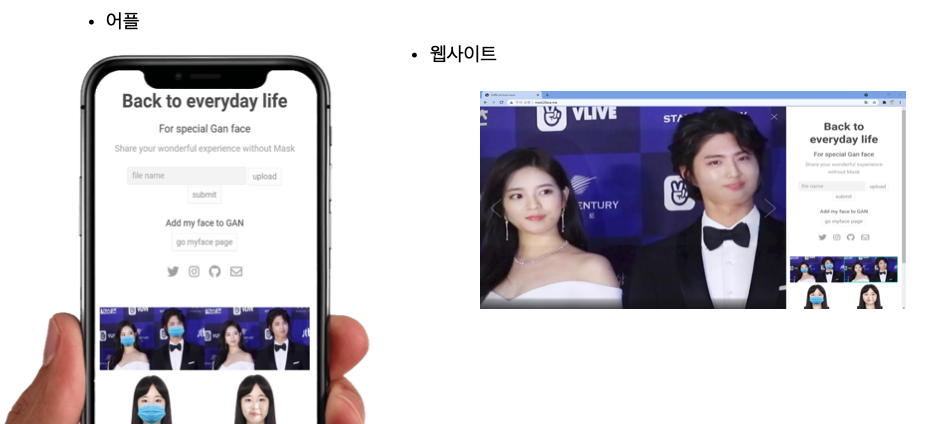 • 어플
Back to everyday life
For special Gan face
Share your wonderful experience without Mask
file name
upload
submit
Add my face to GAN
go myface page
• 웹사이트
VLIVE
ENTURY
Back to
everyday life
For special Gan face
Share your wonderful experience
without Mask
file name
upload
submit
Add my face to GAN
go myface page